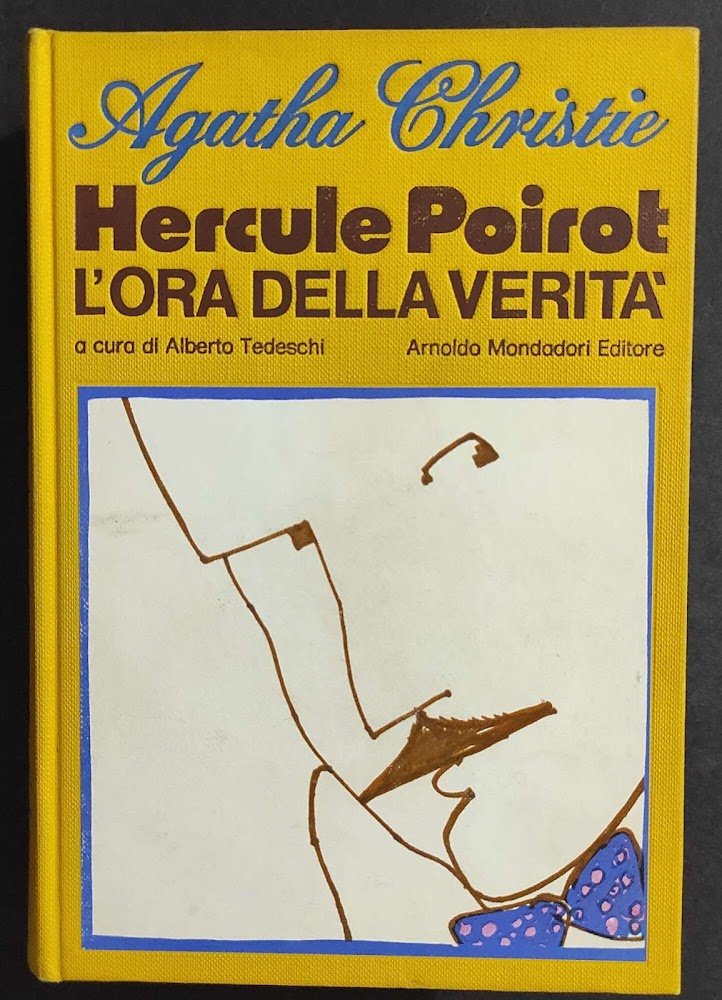 Agatha Christie
Hercule Poirot
L'ORA DELLA VERITA'
a cura di Alberto Tedeschi Arnoldo Mondadori Editore